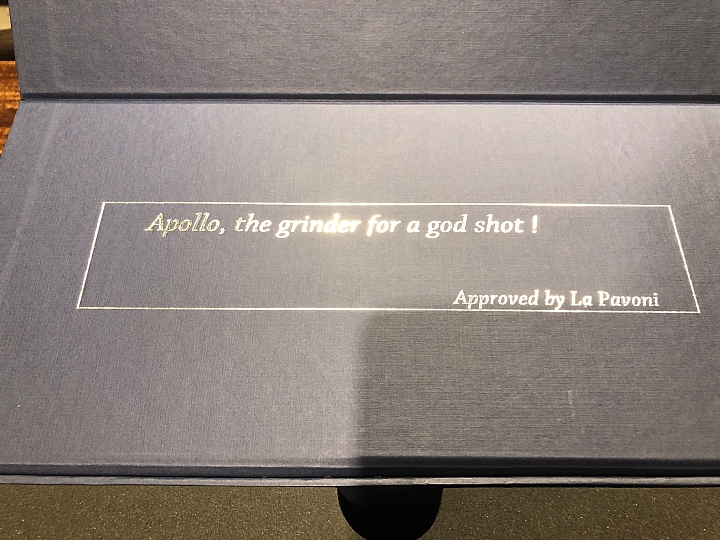 Apollo, the grinder for a god shot !
Approved by La Pavoni